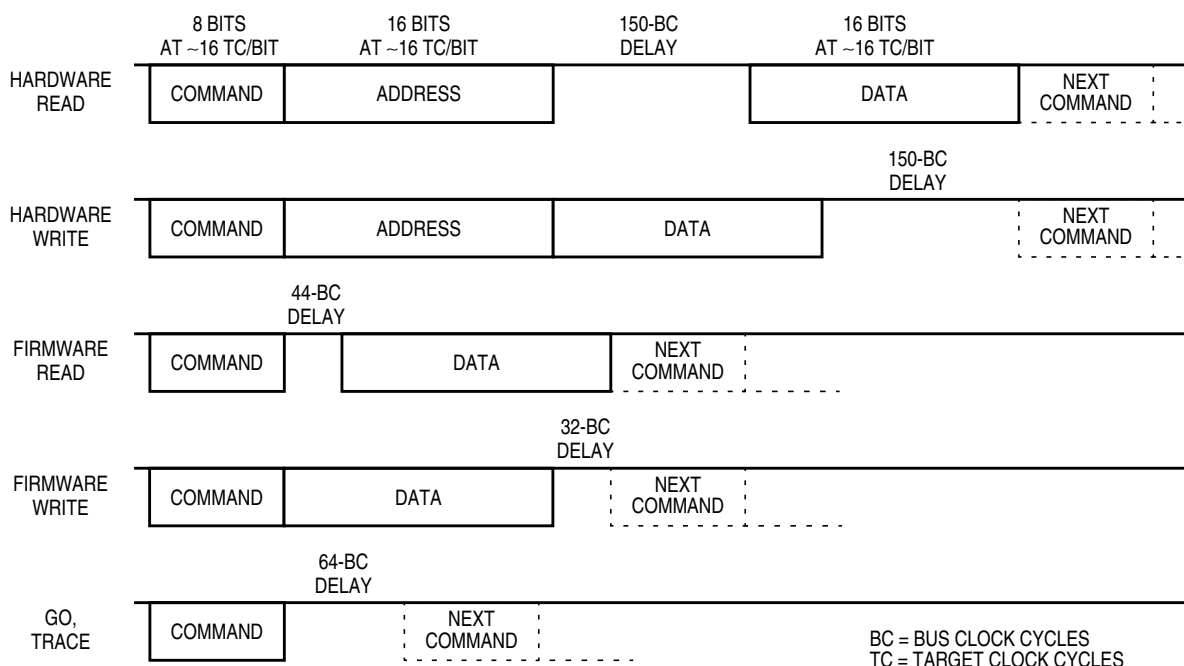 8 BITS 16 BITS 150-BC 16 BITS
AT ~16 TC/BIT AT ~16 TC/BIT DELAY AT ~16 TC/BIT
HARDWARE
READ
COMMAND ADDRESS DATA NEXT
COMMAND
150-BC
DELAY
HARDWARE
WRITE
COMMAND ADDRESS DATA NEXT
COMMAND
44-BC
DELAY
FIRMWARE
READ
COMMAND DATA NEXT
COMMAND
32-BC
DELAY
FIRMWARE
WRITE
COMMAND DATA NEXT
COMMAND
64-BC
DELAY
GO,
TRACE
COMMAND NEXT
COMMAND
BC = BUS CLOCK CYCLES
TC = TARGET CLOCK CYCLES